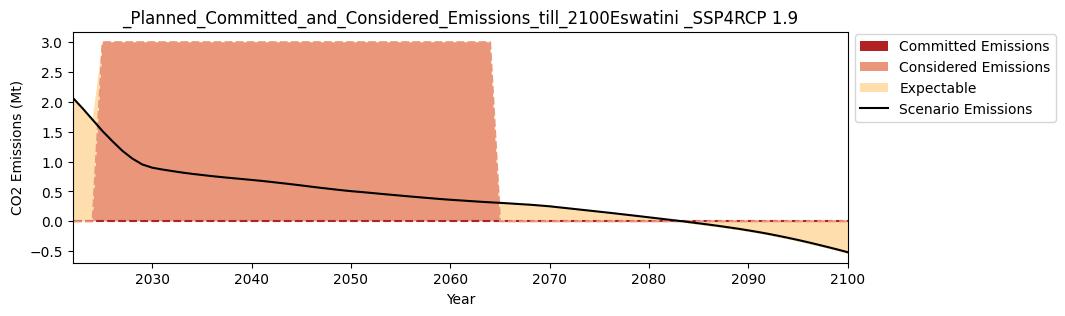 _Planned_Committed_and_Considered_Emissions_till_2100Eswatini _SSP4RCP 1.9
CO2 Emissions (Mt)
3.0
2.5
2.0
1.5
1.0
0.5
0.0
−0.5
2030 2040 2050 2060 2070 2080 2090 2100
Year
Committed Emissions
Considered Emissions
Expectable
Scenario Emissions